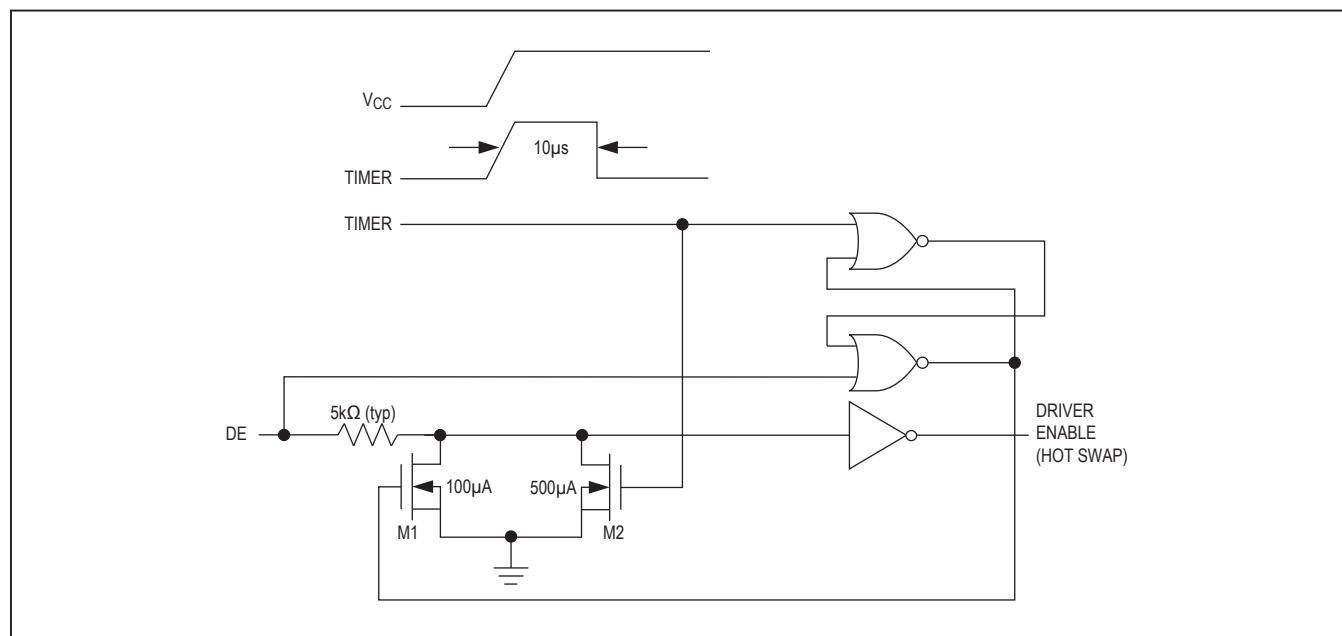 VCC
10µs
TIMER
TIMER
5kΩ (typ)
DE
DRIVER
ENABLE
(HOT SWAP)
100µA
500µA
M1
M2